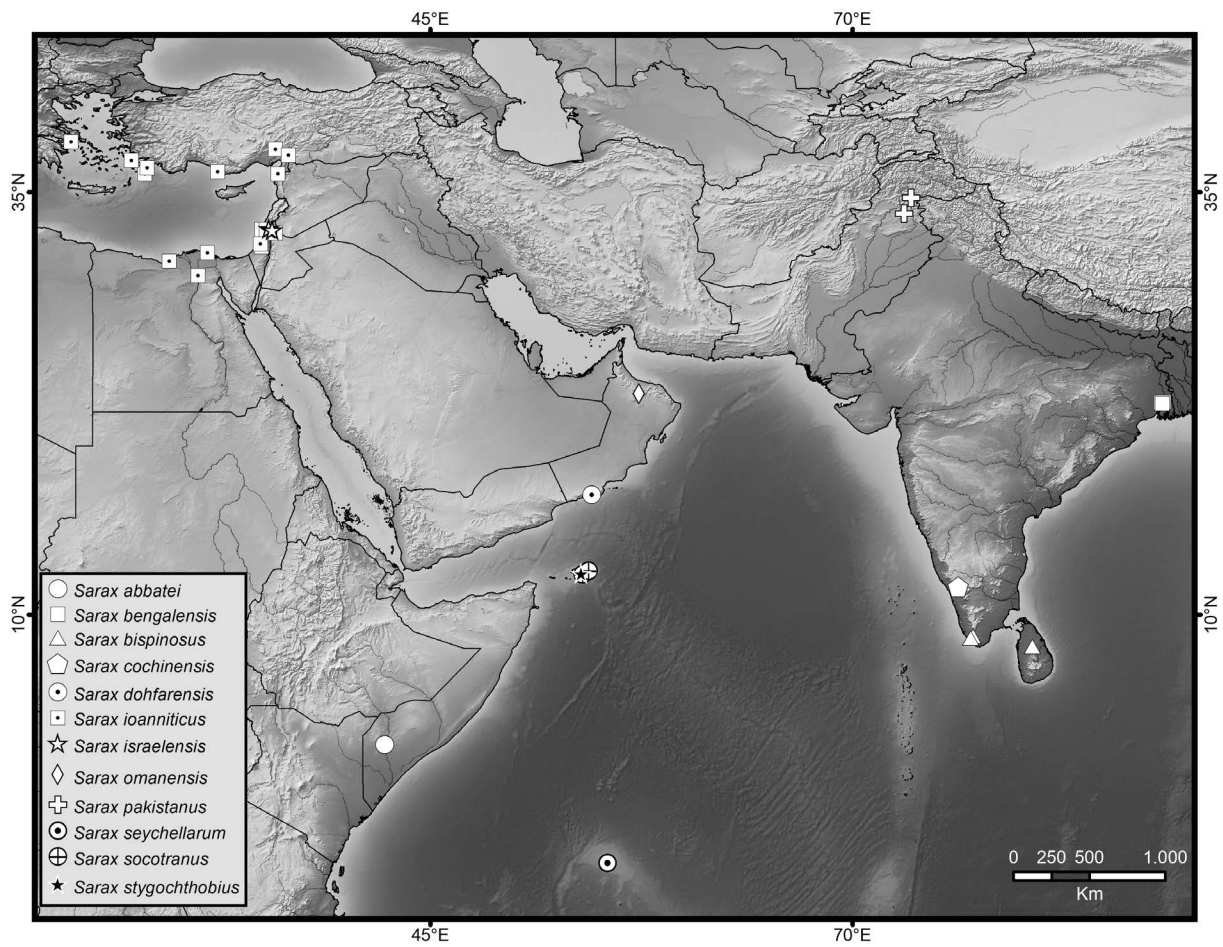 45°E 70°E
35°N 35°N
10°N 10°N
Sarax abbatei
Sarax bengalensis
Sarax bispinosus
Sarax cochinensis
Sarax dohfarensis
Sarax ioanniticus
Sarax israelensis
Sarax omanensis
Sarax pakistanus
Sarax seychellarum
Sarax socotranus
Sarax stygochthobius
0 250 500 1.000
Km
45°E 70°E